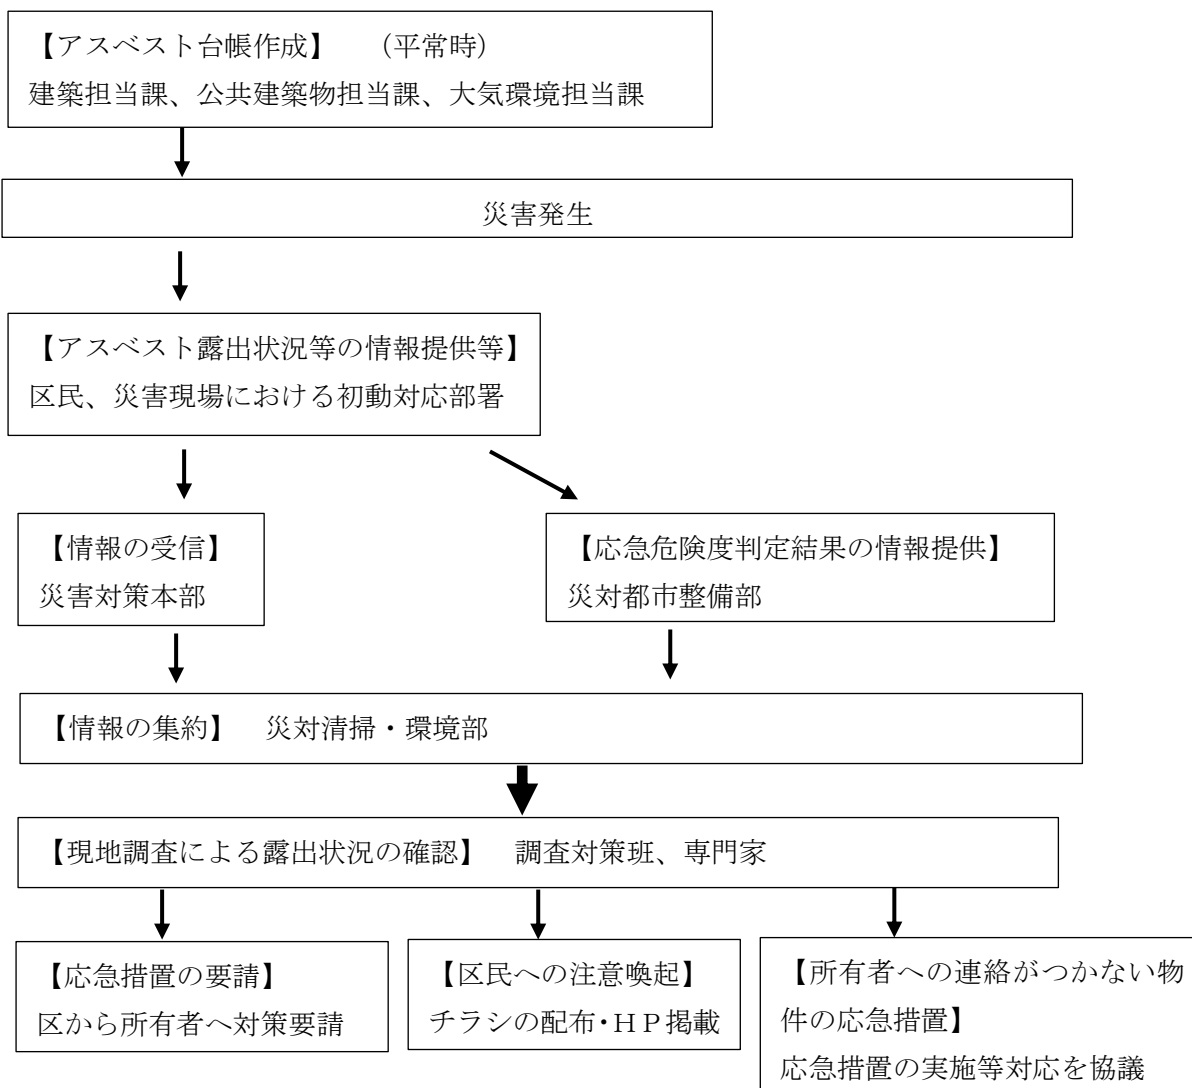 【アスベスト台帳作成】　（平常時）
建築担当課、公共建築物担当課、大気環境担当課
災害発生
【アスベスト露出状況等の情報提供等】
区民、災害現場における初動対応部署
【情報の受信】
災害対策本部
【応急危険度判定結果の情報提供】
災対都市整備部
【情報の集約】　災対清掃・環境部
【現地調査による露出状況の確認】　調査対策班、専門家
【応急措置の要請】
区から所有者へ対策要請
【区民への注意喚起】
チラシの配布・ＨＰ掲載
【所有者への連絡がつかない物
件の応急措置】
応急措置の実施等対応を協議